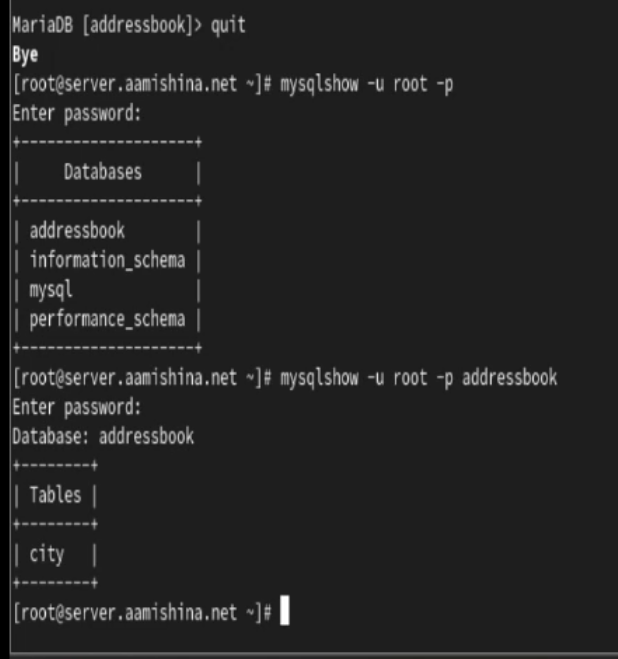 MariaDB [addressbook]> quit
Bye
[root@server.aamishina.net ~]# mysqlshow -u root -p
Enter password:
+--------------------+
|     Databases      |
+--------------------+
| addressbook        |
| information_schema |
| mysql              |
| performance_schema |
+--------------------+
[root@server.aamishina.net ~]# mysqlshow -u root -p addressbook
Enter password:
Database: addressbook
+--------+
| Tables |
+--------+
| city   |
+--------+
[root@server.aamishina.net ~]#